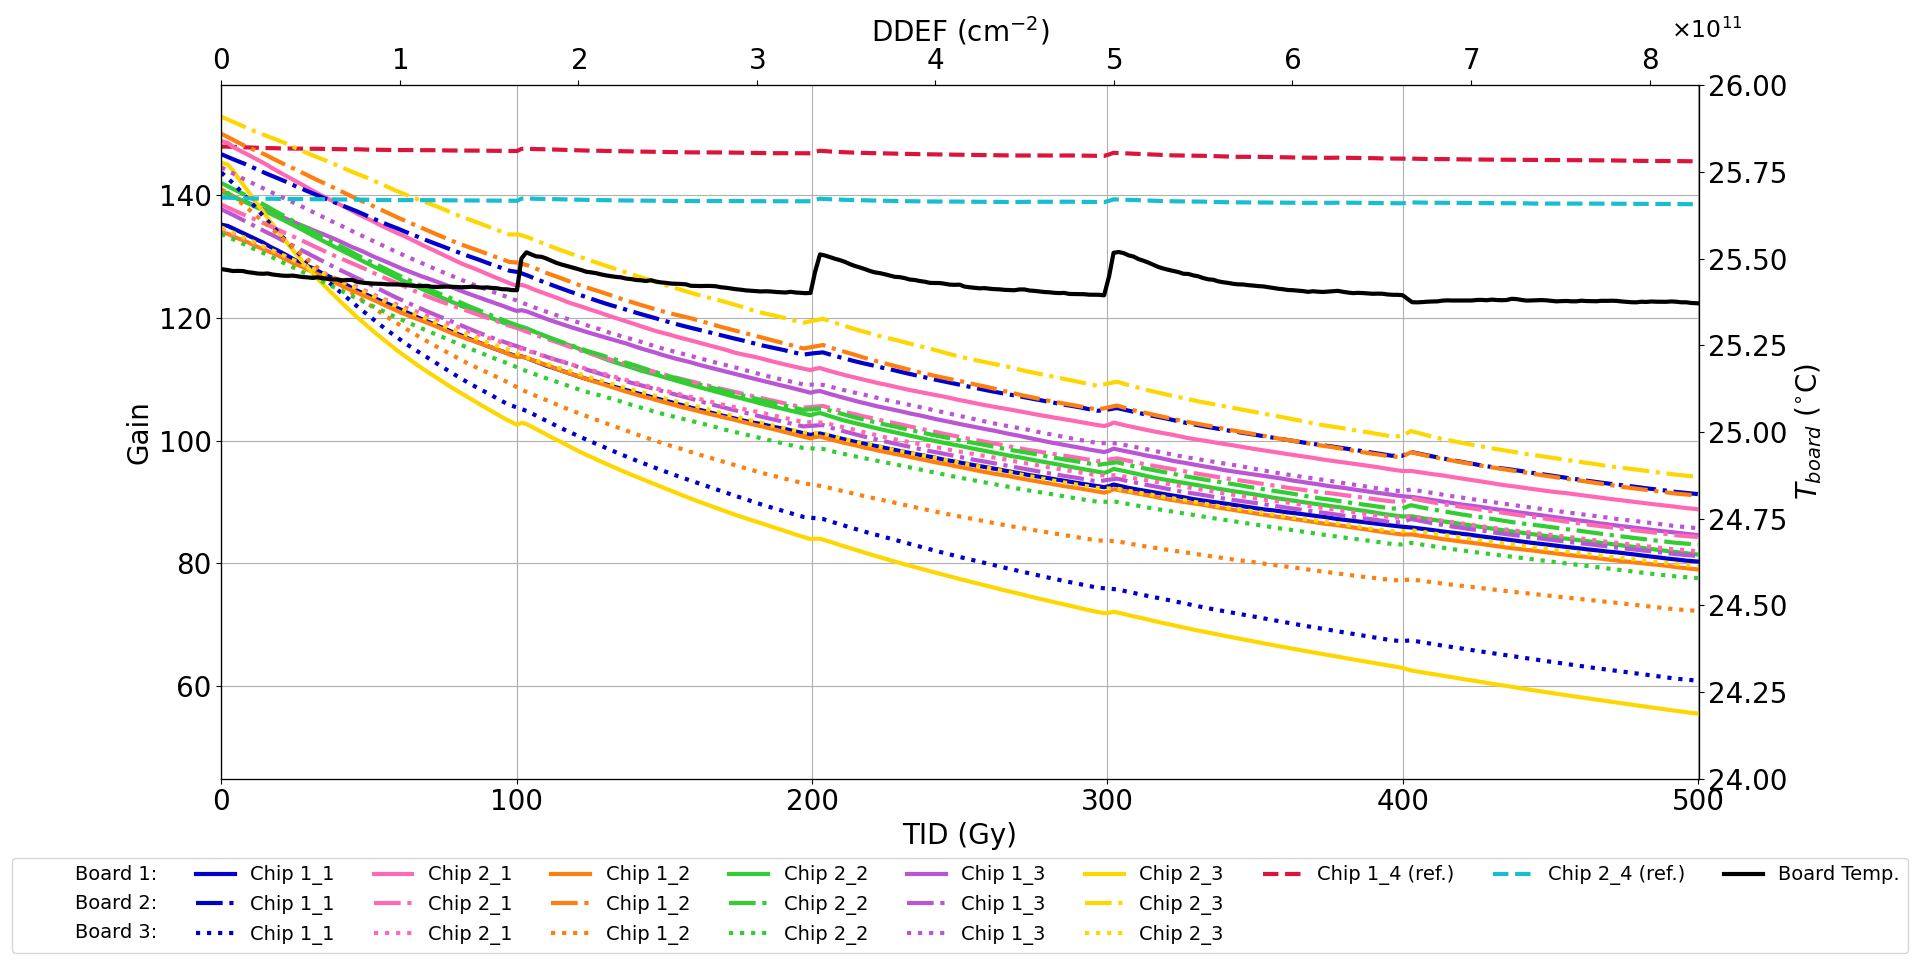 DDEF (cm⁻²)
×10¹¹
0 1 2 3 4 5 6 7 8
26.00
25.75
25.50
25.25
25.00
24.75
24.50
24.25
24.00
T_board (°C)
140
120
100
80
60
Gain
0 100 200 300 400 500
TID (Gy)
Board 1: Chip 1_1 Chip 2_1 Chip 1_2 Chip 2_2 Chip 1_3 Chip 2_3 Chip 1_4 (ref.) Chip 2_4 (ref.) Board Temp.
Board 2: Chip 1_1 Chip 2_1 Chip 1_2 Chip 2_2 Chip 1_3 Chip 2_3
Board 3: Chip 1_1 Chip 2_1 Chip 1_2 Chip 2_2 Chip 1_3 Chip 2_3